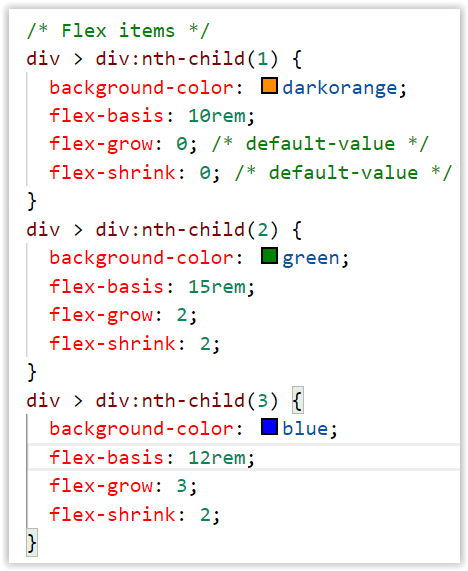 /* Flex items */
div > div:nth-child(1) {
  background-color: darkorange;
  flex-basis: 10rem;
  flex-grow: 0; /* default-value */
  flex-shrink: 0; /* default-value */
}
div > div:nth-child(2) {
  background-color: green;
  flex-basis: 15rem;
  flex-grow: 2;
  flex-shrink: 2;
}
div > div:nth-child(3) {
  background-color: blue;
  flex-basis: 12rem;
  flex-grow: 3;
  flex-shrink: 2;
}